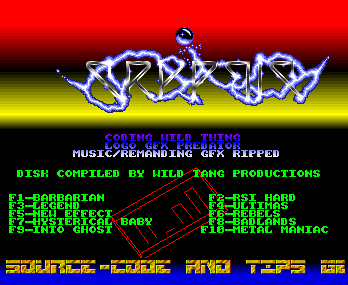 CODING WILD THING
LOGO GFX PREDATOR
MUSIC/REMANDING GFX RIPPED
DISK COMPILED BY WILD TANG PRODUCTIONS
F1-BARBARIAN F2-RSI HARD
F3-LEGEND F4-ULTIMAS
F5-NEW EFFECT F6-REBELS
F7-HYSTERICAL BABY F8-BADLANDS
F9-INTO GHOST F10-METAL MANIAC
SOURCE-CODE AND TIPS